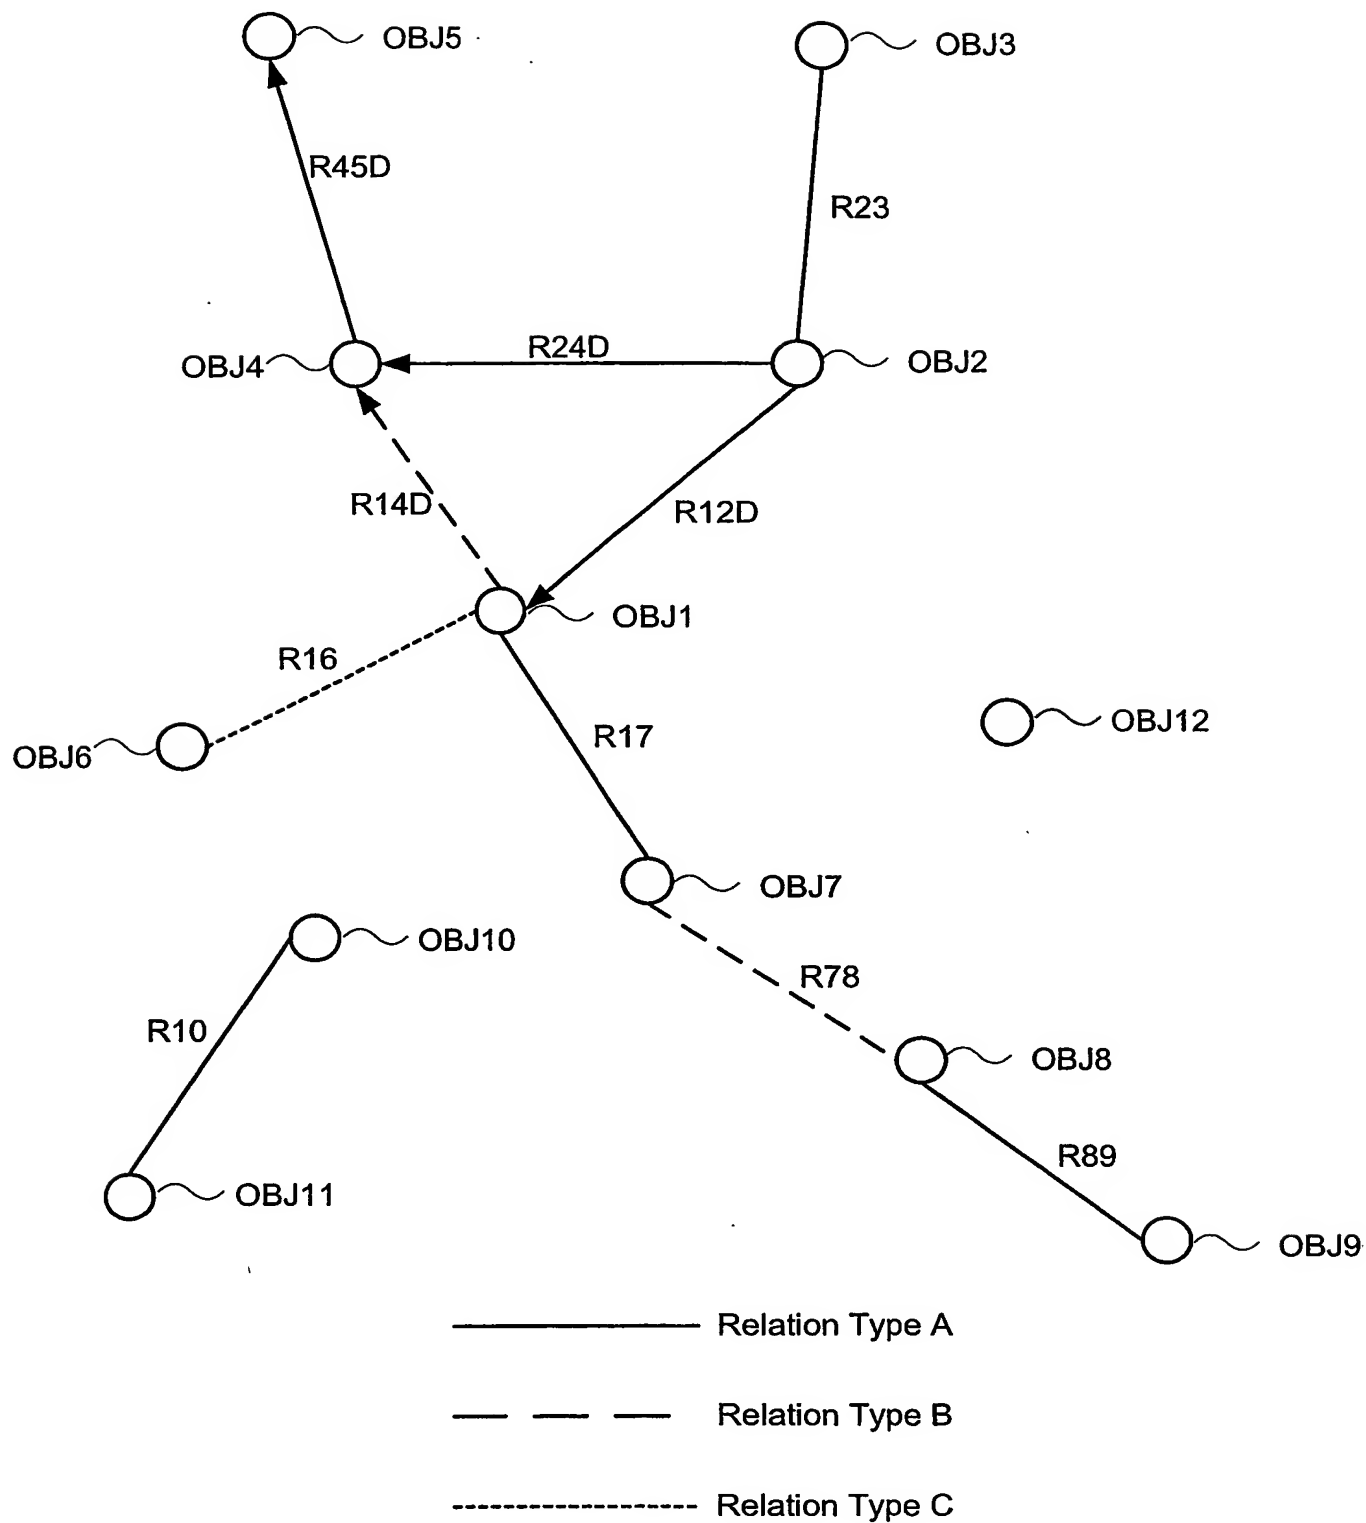 OBJ5
OBJ3
R45D
R23
R24D
OBJ4
OBJ2
R14D
R12D
OBJ1
R16
OBJ12
R17
OBJ6
OBJ7
OBJ10
R78
R10
OBJ8
R89
OBJ11
OBJ9
Relation Type A
Relation Type B
Relation Type C